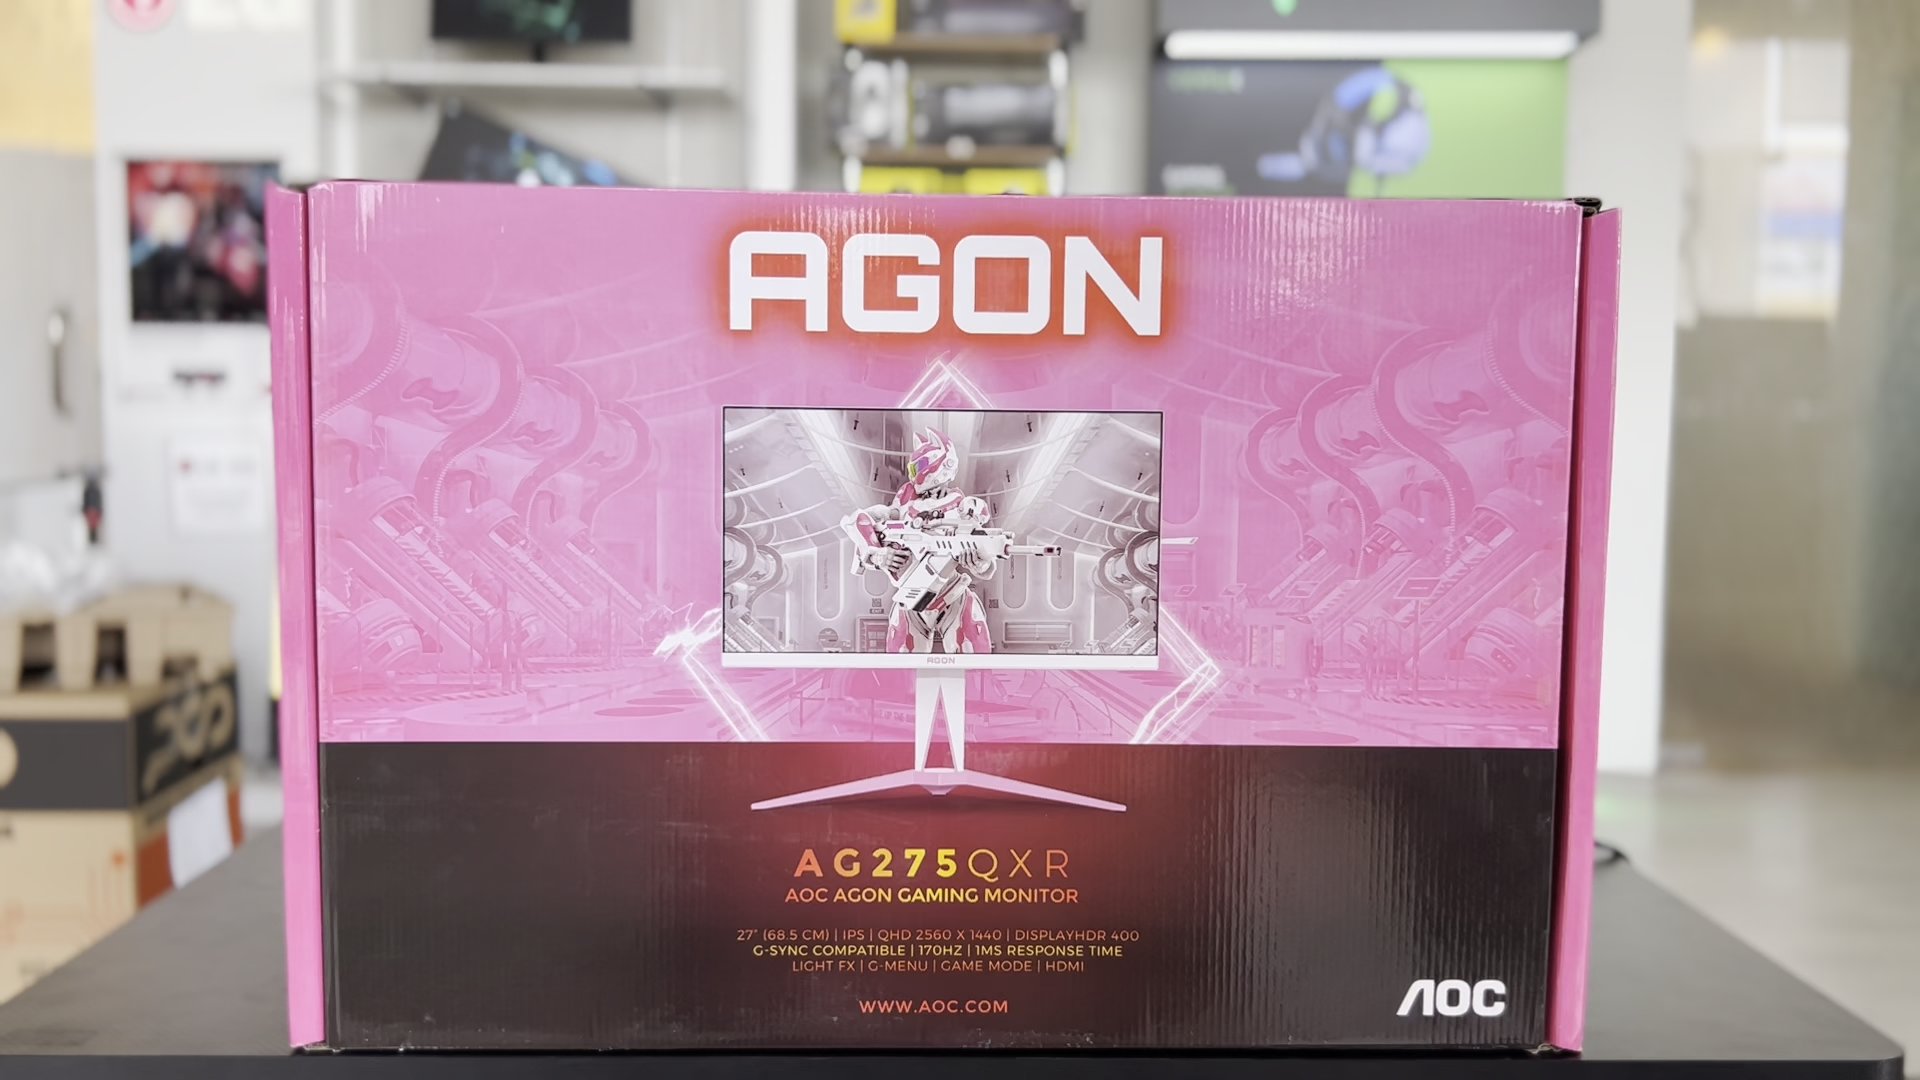 AGON
AGON
AG275QXR
AOC AGON GAMING MONITOR
27" (68.5 CM) | IPS | QHD 2560 X 1440 | DISPLAYHDR 400
G-SYNC COMPATIBLE | 170HZ | 1MS RESPONSE TIME
LIGHT FX | G-MENU | GAME MODE | HDMI
WWW.AOC.COM
AOC